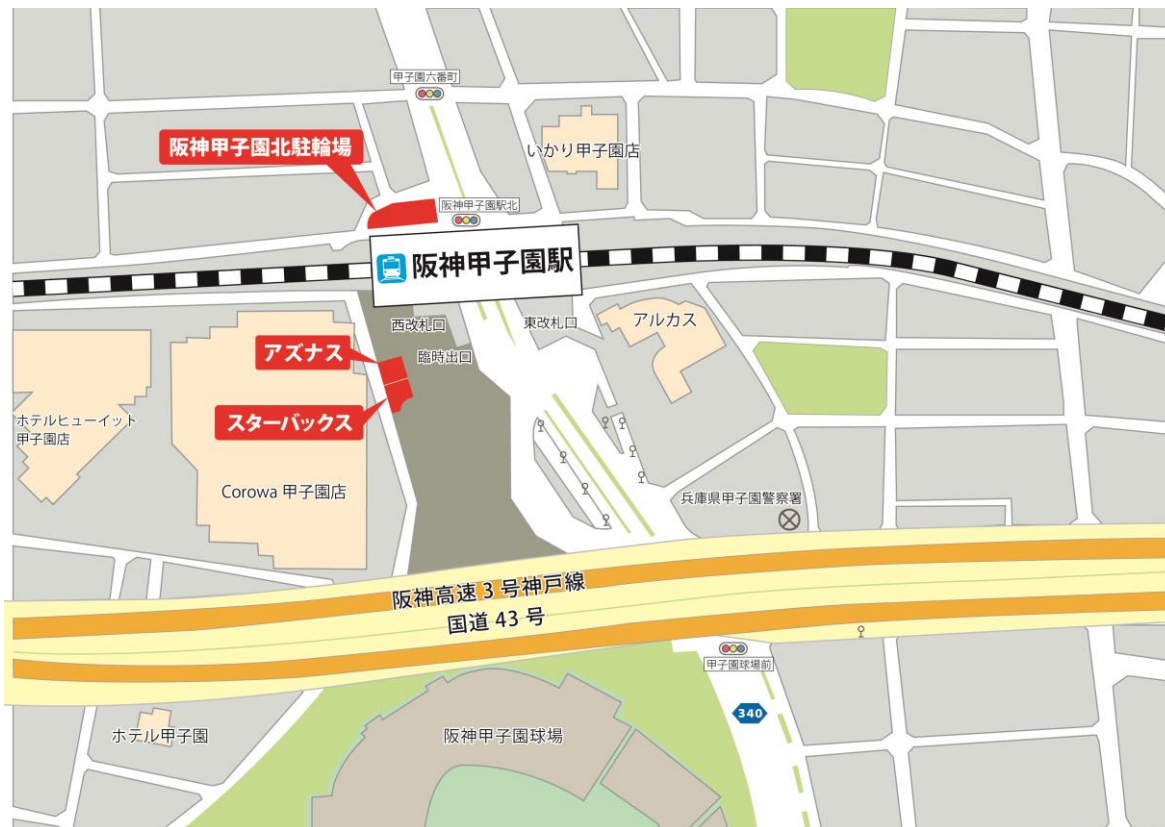 甲子園六番町
阪神甲子園北駐輪場
いかり甲子園店
阪神甲子園駅北
阪神甲子園駅
西改札口
東改札口
アルカス
アズナス
臨時出口
スターバックス
ホテルヒューイット
甲子園店
Corowa 甲子園店
兵庫県甲子園警察署
阪神高速 3 号神戸線
国道 43 号
甲子園球場前
340
ホテル甲子園
阪神甲子園球場